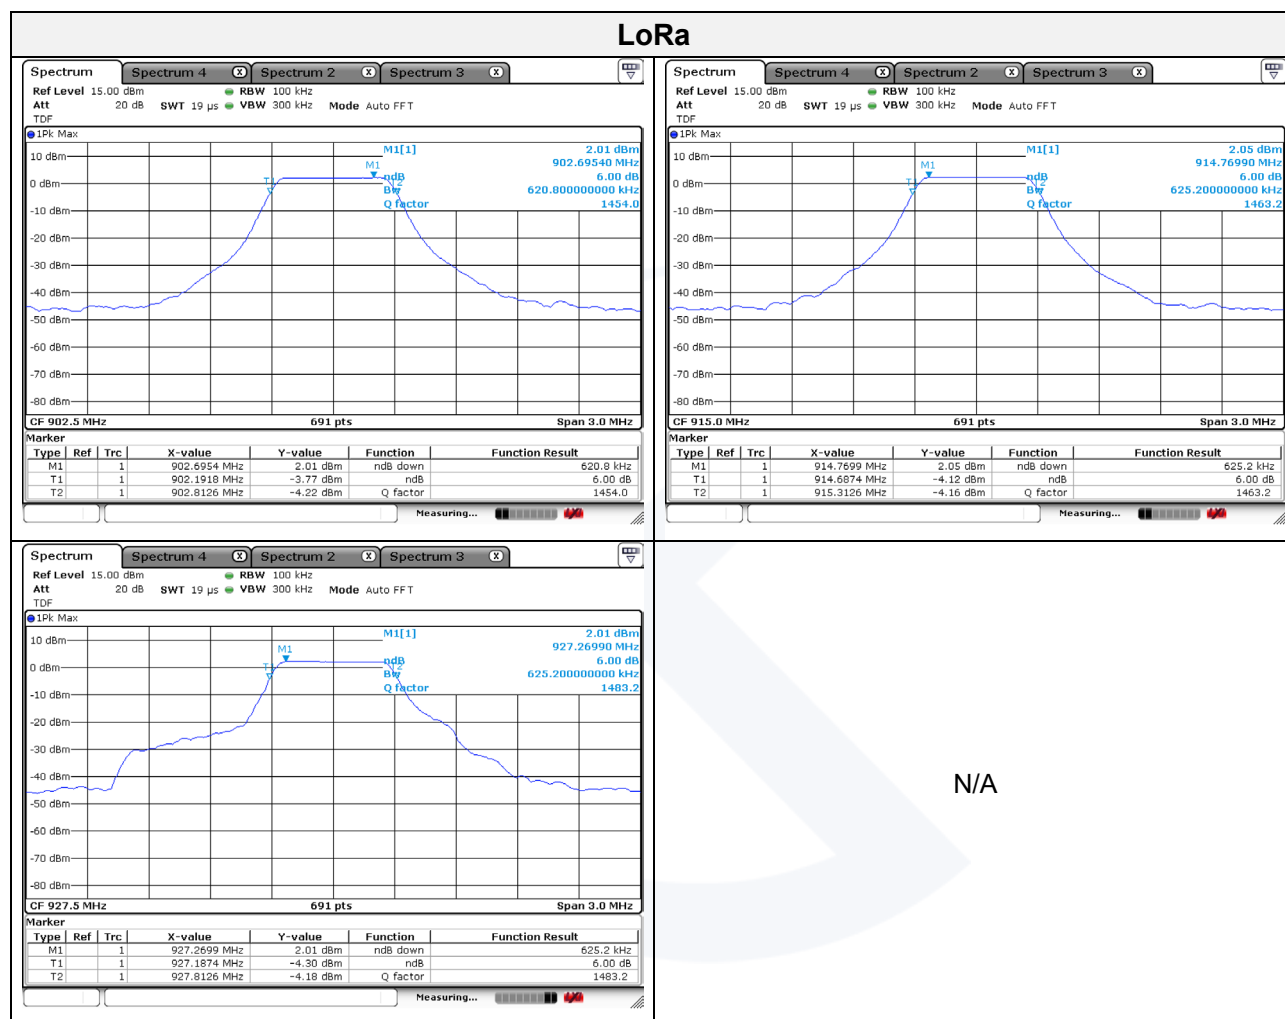 LoRa
Spectrum Spectrum 4 X Spectrum 2 X Spectrum 3 X
Ref Level 15.00 dBm RBW 100 kHz
Att 20 dB SWT 19 µs VBW 300 kHz Mode Auto FFT
TDF
1Pk Max
M1[1] 2.01 dBm
902.69540 MHz
ndB 6.00 dB
Bw 620.800000000 kHz
Q factor 1454.0
M1
T1
T2
10 dBm
0 dBm
-10 dBm
-20 dBm
-30 dBm
-40 dBm
-50 dBm
-60 dBm
-70 dBm
-80 dBm
CF 902.5 MHz 691 pts Span 3.0 MHz
Marker
Type Ref Trc X-value Y-value Function Function Result
M1 1 902.6954 MHz 2.01 dBm ndB down 620.8 kHz
T1 1 902.1918 MHz -3.77 dBm ndB 6.00 dB
T2 1 902.8126 MHz -4.22 dBm Q factor 1454.0
Measuring...
Spectrum Spectrum 4 X Spectrum 2 X Spectrum 3 X
Ref Level 15.00 dBm RBW 100 kHz
Att 20 dB SWT 19 µs VBW 300 kHz Mode Auto FFT
TDF
1Pk Max
M1[1] 2.05 dBm
914.76990 MHz
ndB 6.00 dB
Bw 625.200000000 kHz
Q factor 1463.2
M1
T1
T2
10 dBm
0 dBm
-10 dBm
-20 dBm
-30 dBm
-40 dBm
-50 dBm
-60 dBm
-70 dBm
-80 dBm
CF 915.0 MHz 691 pts Span 3.0 MHz
Marker
Type Ref Trc X-value Y-value Function Function Result
M1 1 914.7699 MHz 2.05 dBm ndB down 625.2 kHz
T1 1 914.6874 MHz -4.12 dBm ndB 6.00 dB
T2 1 915.3126 MHz -4.16 dBm Q factor 1463.2
Measuring...
Spectrum Spectrum 4 X Spectrum 2 X Spectrum 3 X
Ref Level 15.00 dBm RBW 100 kHz
Att 20 dB SWT 19 µs VBW 300 kHz Mode Auto FFT
TDF
1Pk Max
M1[1] 2.01 dBm
927.26990 MHz
ndB 6.00 dB
Bw 625.200000000 kHz
Q factor 1483.2
M1
T1
T2
10 dBm
0 dBm
-10 dBm
-20 dBm
-30 dBm
-40 dBm
-50 dBm
-60 dBm
-70 dBm
-80 dBm
CF 927.5 MHz 691 pts Span 3.0 MHz
Marker
Type Ref Trc X-value Y-value Function Function Result
M1 1 927.2699 MHz 2.01 dBm ndB down 625.2 kHz
T1 1 927.1874 MHz -4.30 dBm ndB 6.00 dB
T2 1 927.8126 MHz -4.18 dBm Q factor 1483.2
Measuring...
N/A